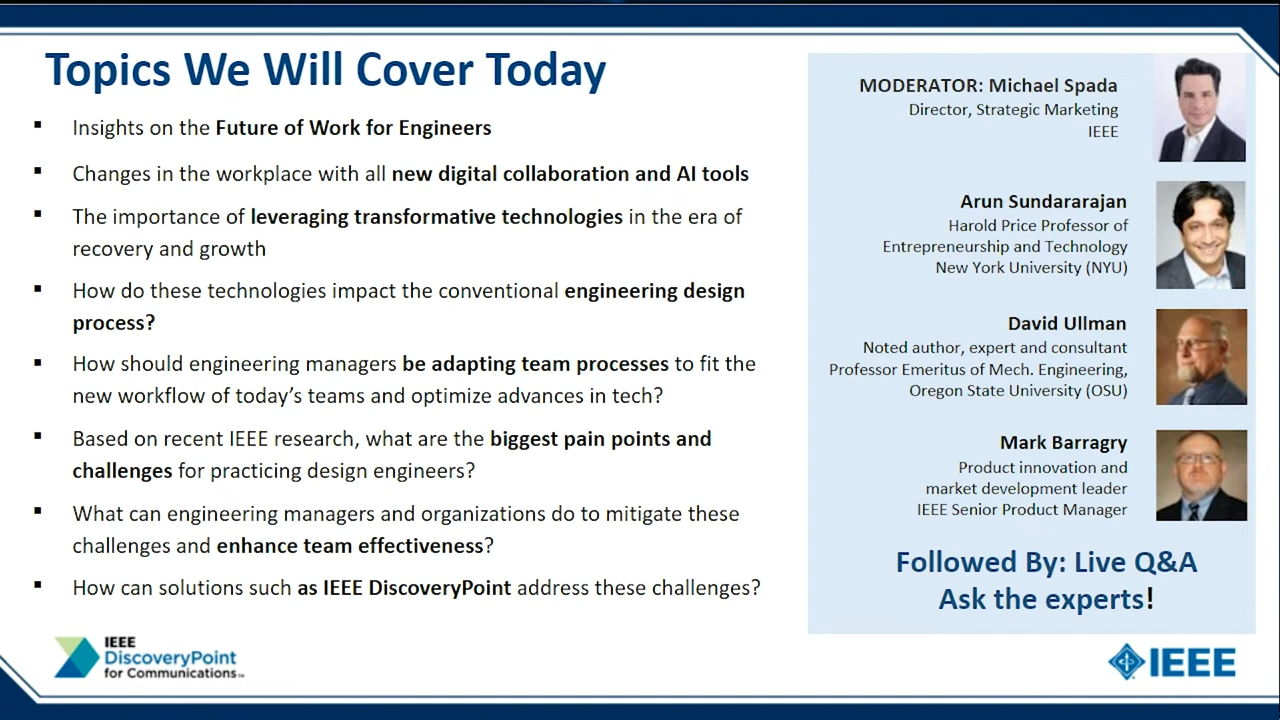 Topics We Will Cover Today
▪ Insights on the Future of Work for Engineers
▪ Changes in the workplace with all new digital collaboration and AI tools
▪ The importance of leveraging transformative technologies in the era of
recovery and growth
▪ How do these technologies impact the conventional engineering design
process?
▪ How should engineering managers be adapting team processes to fit the
new workflow of today's teams and optimize advances in tech?
▪ Based on recent IEEE research, what are the biggest pain points and
challenges for practicing design engineers?
▪ What can engineering managers and organizations do to mitigate these
challenges and enhance team effectiveness?
▪ How can solutions such as IEEE DiscoveryPoint address these challenges?
MODERATOR: Michael Spada
Director, Strategic Marketing
IEEE
Arun Sundararajan
Harold Price Professor of
Entrepreneurship and Technology
New York University (NYU)
David Ullman
Noted author, expert and consultant
Professor Emeritus of Mech. Engineering,
Oregon State University (OSU)
Mark Barragry
Product innovation and
market development leader
IEEE Senior Product Manager
Followed By: Live Q&A
Ask the experts!
IEEE
DiscoveryPoint
for Communications™
IEEE